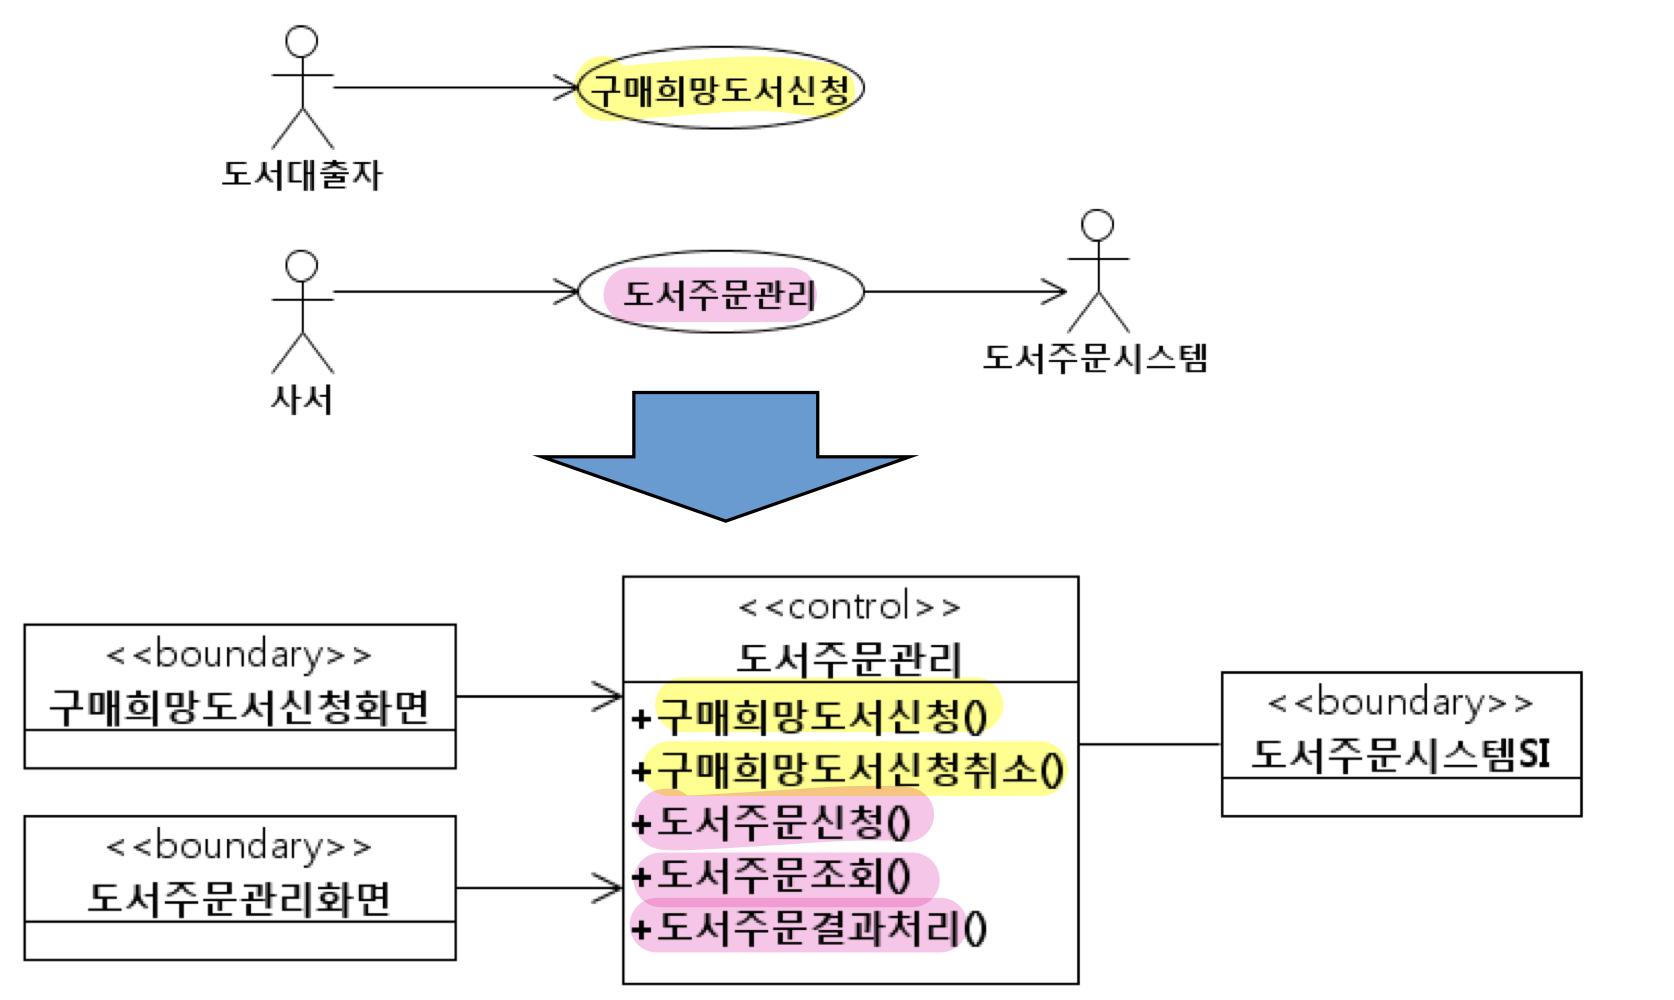 구매희망도서신청
도서대출자
도서주문관리
도서주문시스템
사서
<<control>>
도서주문관리
+구매희망도서신청()
+구매희망도서신청취소()
+도서주문신청()
+도서주문조회()
+도서주문결과처리()
<<boundary>>
구매희망도서신청화면
<<boundary>>
도서주문관리화면
<<boundary>>
도서주문시스템SI